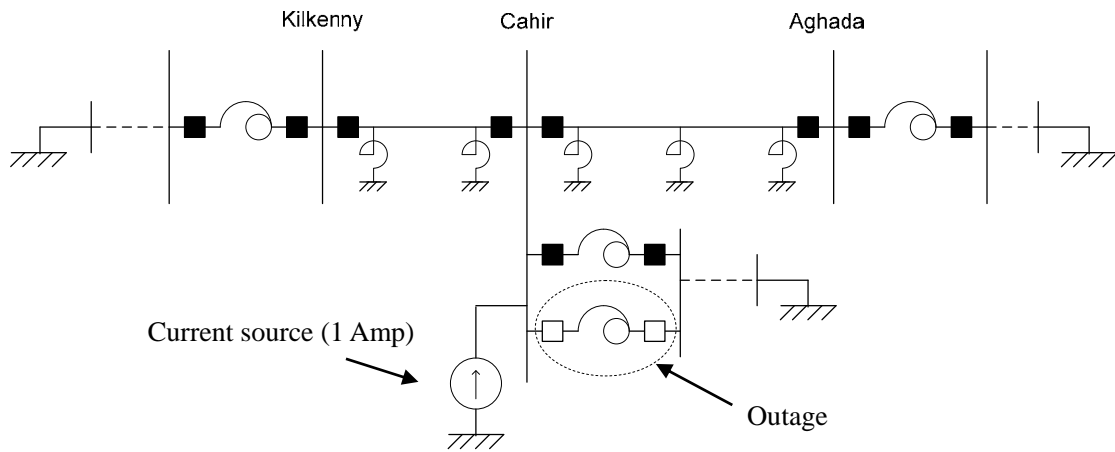 Kilkenny
Cahir
Aghada
Current source (1 Amp)
Outage